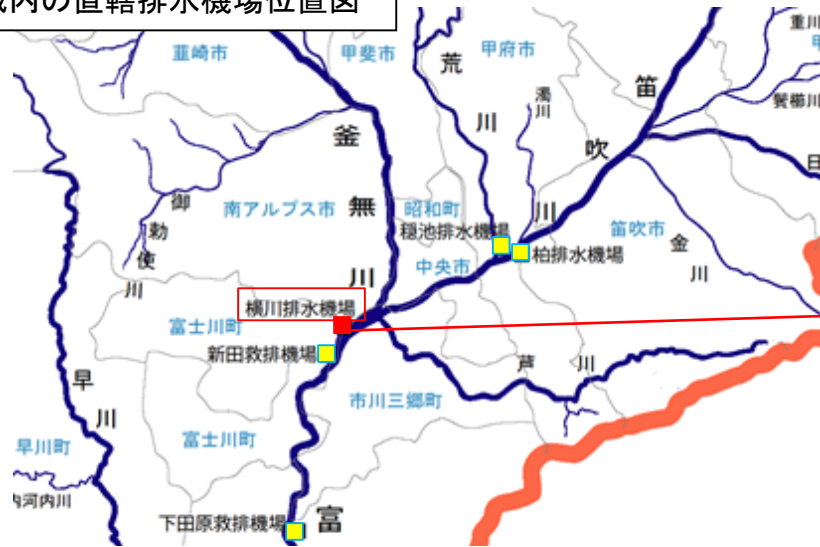 域内の直轄排水機場位置図
韮崎市
甲斐市
荒川
甲府市
濁川
笛吹川
重川
鬢櫛川
日
釜無川
御勅使川
南アルプス市
昭和町
穏池排水機場
柏排水機場
笛吹市
金川
中央市
横川排水機場
富士川町
新田救排機場
芦川
早川
市川三郷町
富士川町
早川町
内河内川
下田原救排機場
富